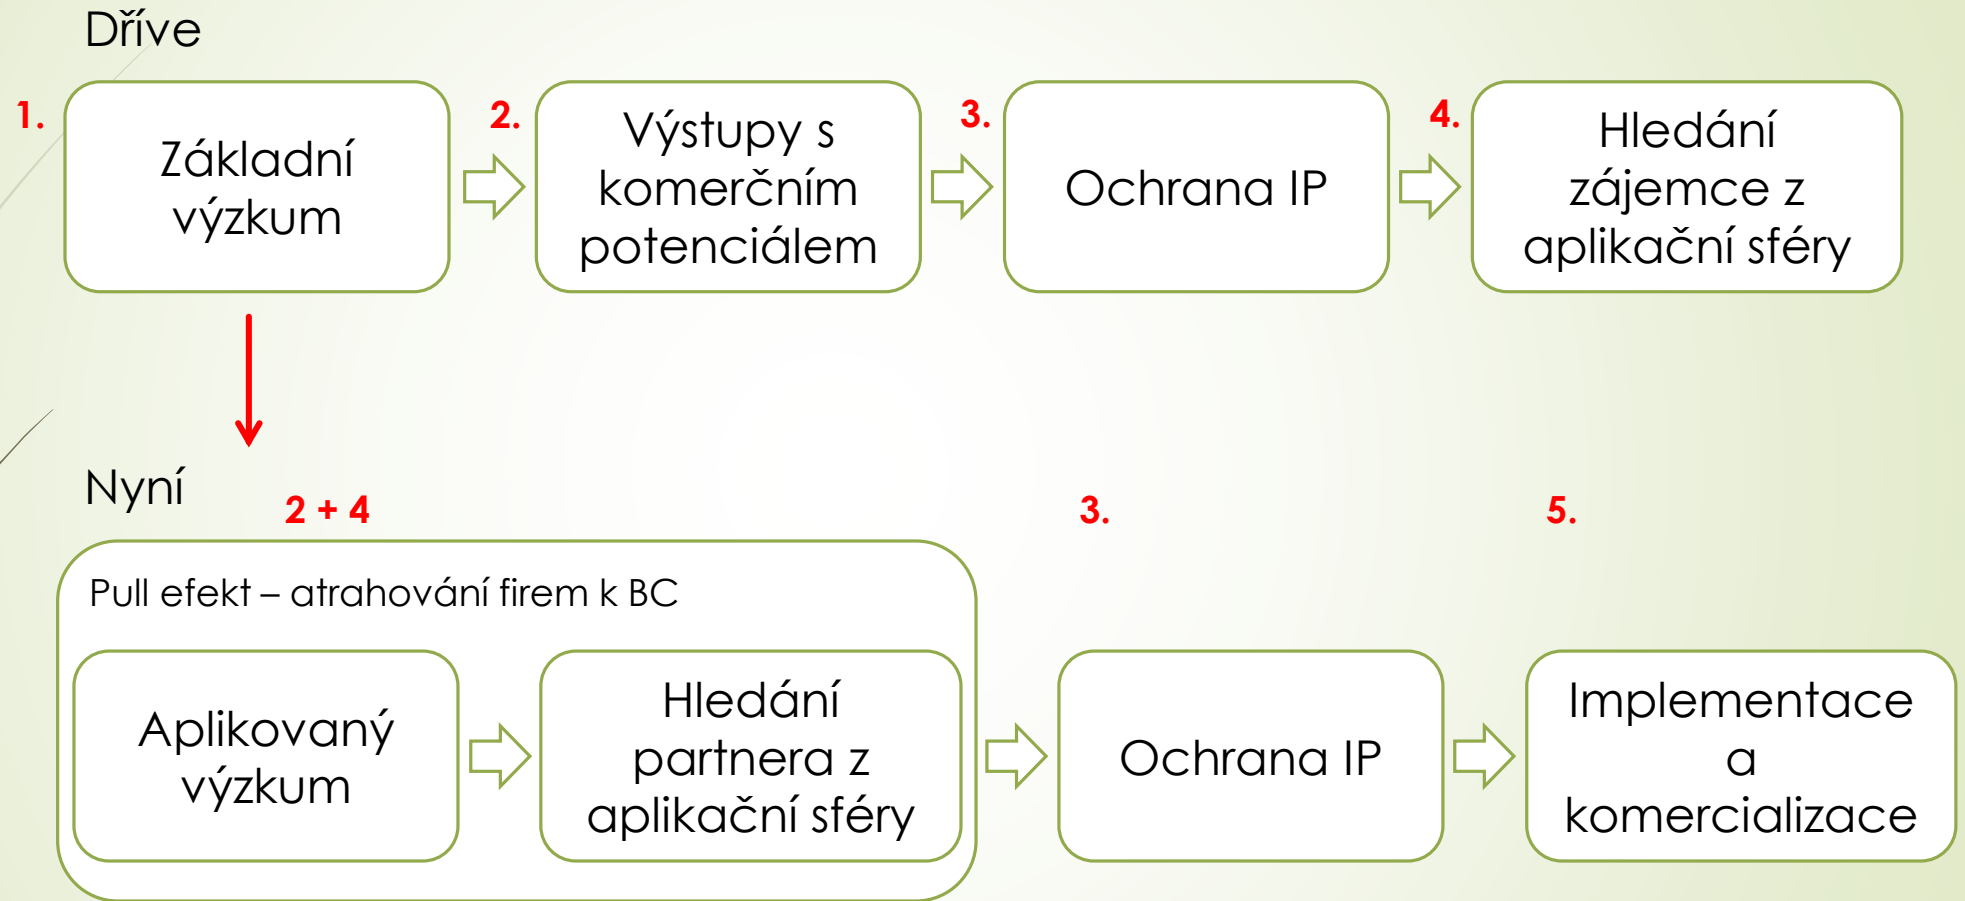 Dříve
1.
Základní
výzkum
2.
Výstupy s
komerčním
potenciálem
3.
Ochrana IP
4.
Hledání
zájemce z
aplikační sféry
Nyní
2 + 4
3.
5.
Pull efekt – atrahování firem k BC
Aplikovaný
výzkum
Hledání
partnera z
aplikační sféry
Ochrana IP
Implementace
a
komercializace